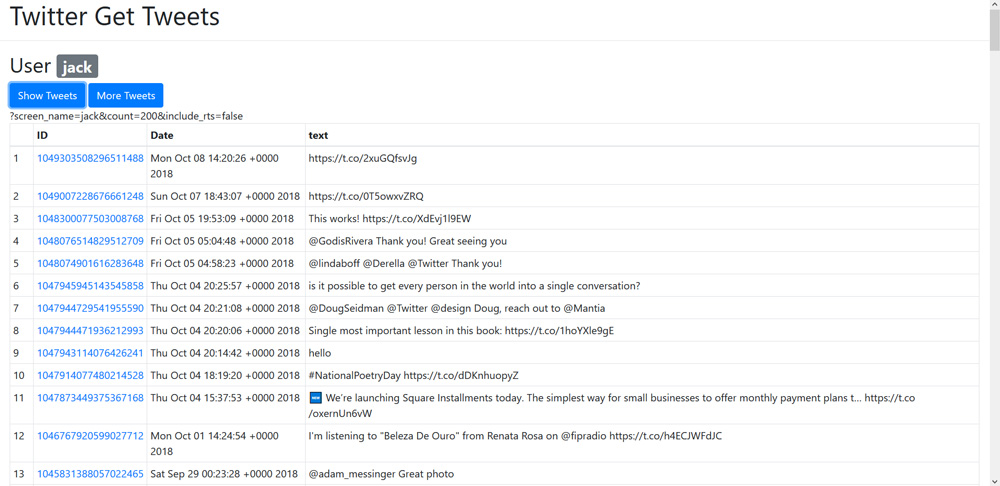 Twitter Get Tweets
User jack
Show Tweets More Tweets
?screen_name=jack&count=200&include_rts=false
ID Date text
1 1049303508296511488 Mon Oct 08 14:20:26 +0000 2018 https://t.co/2xuGQfsvJg
2 1049007228676661248 Sun Oct 07 18:43:07 +0000 2018 https://t.co/0T5owxvZRQ
3 1048300077503008768 Fri Oct 05 19:53:09 +0000 2018 This works! https://t.co/XdEvj1l9EW
4 1048076514829512709 Fri Oct 05 05:04:48 +0000 2018 @GodisRivera Thank you! Great seeing you
5 1048074901616283648 Fri Oct 05 04:58:23 +0000 2018 @lindaboff @Derella @Twitter Thank you!
6 1047945945143545858 Thu Oct 04 20:25:57 +0000 2018 is it possible to get every person in the world into a single conversation?
7 1047944729541955590 Thu Oct 04 20:21:08 +0000 2018 @DougSeidman @Twitter @design Doug, reach out to @Mantia
8 1047944471936212993 Thu Oct 04 20:20:06 +0000 2018 Single most important lesson in this book: https://t.co/1hoYXle9gE
9 1047943114076426241 Thu Oct 04 20:14:42 +0000 2018 hello
10 1047914077480214528 Thu Oct 04 18:19:20 +0000 2018 #NationalPoetryDay https://t.co/dDKnhuopyZ
11 1047873449375367168 Thu Oct 04 15:37:53 +0000 2018 🆕 We're launching Square Installments today. The simplest way for small businesses to offer monthly payment plans t… https://t.co
/oxernUn6vW
12 1046767920599027712 Mon Oct 01 14:24:54 +0000 2018 I'm listening to "Beleza De Ouro" from Renata Rosa on @fipradio https://t.co/h4ECJWFdJC
13 1045831388057022465 Sat Sep 29 00:23:28 +0000 2018 @adam_messinger Great photo